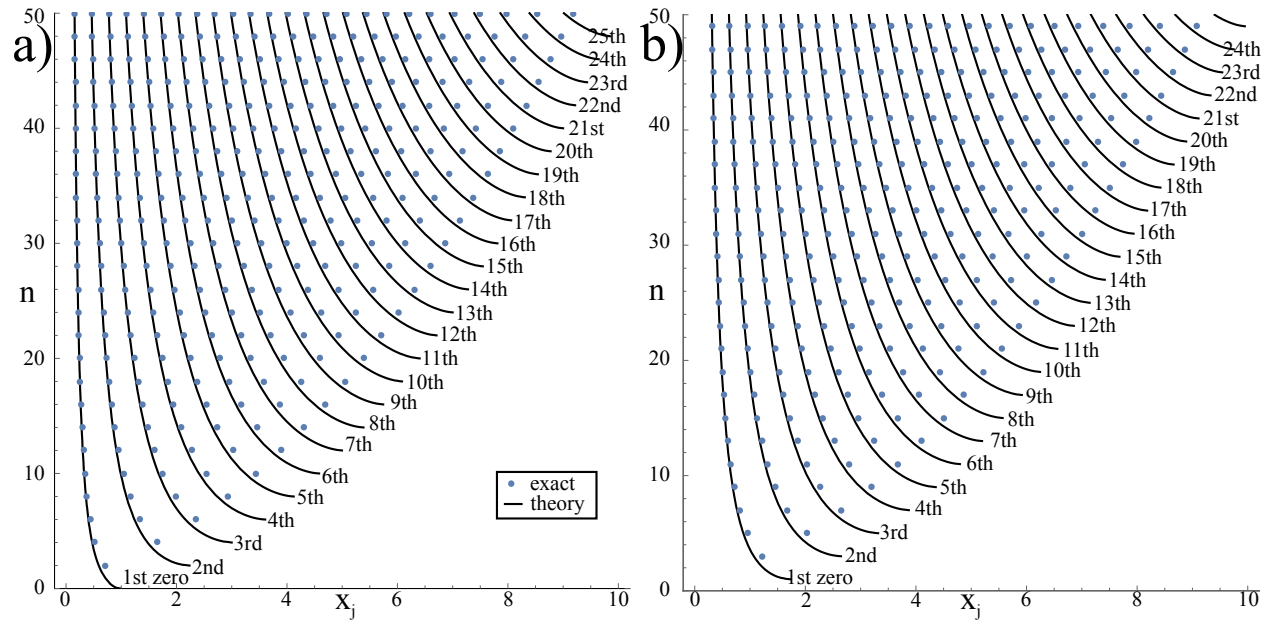 a)
50
40
30
n
20
10
0
0 2 4 6 8 10
x_j
1st zero
2nd
3rd
4th
5th
6th
7th
8th
9th
10th
11th
12th
13th
14th
15th
16th
17th
18th
19th
20th
21st
22nd
23rd
24th
25th
exact
theory
b)
50
40
30
n
20
10
0
0 2 4 6 8 10
x_j
1st zero
2nd
3rd
4th
5th
6th
7th
8th
9th
10th
11th
12th
13th
14th
15th
16th
17th
18th
19th
20th
21st
22nd
23rd
24th